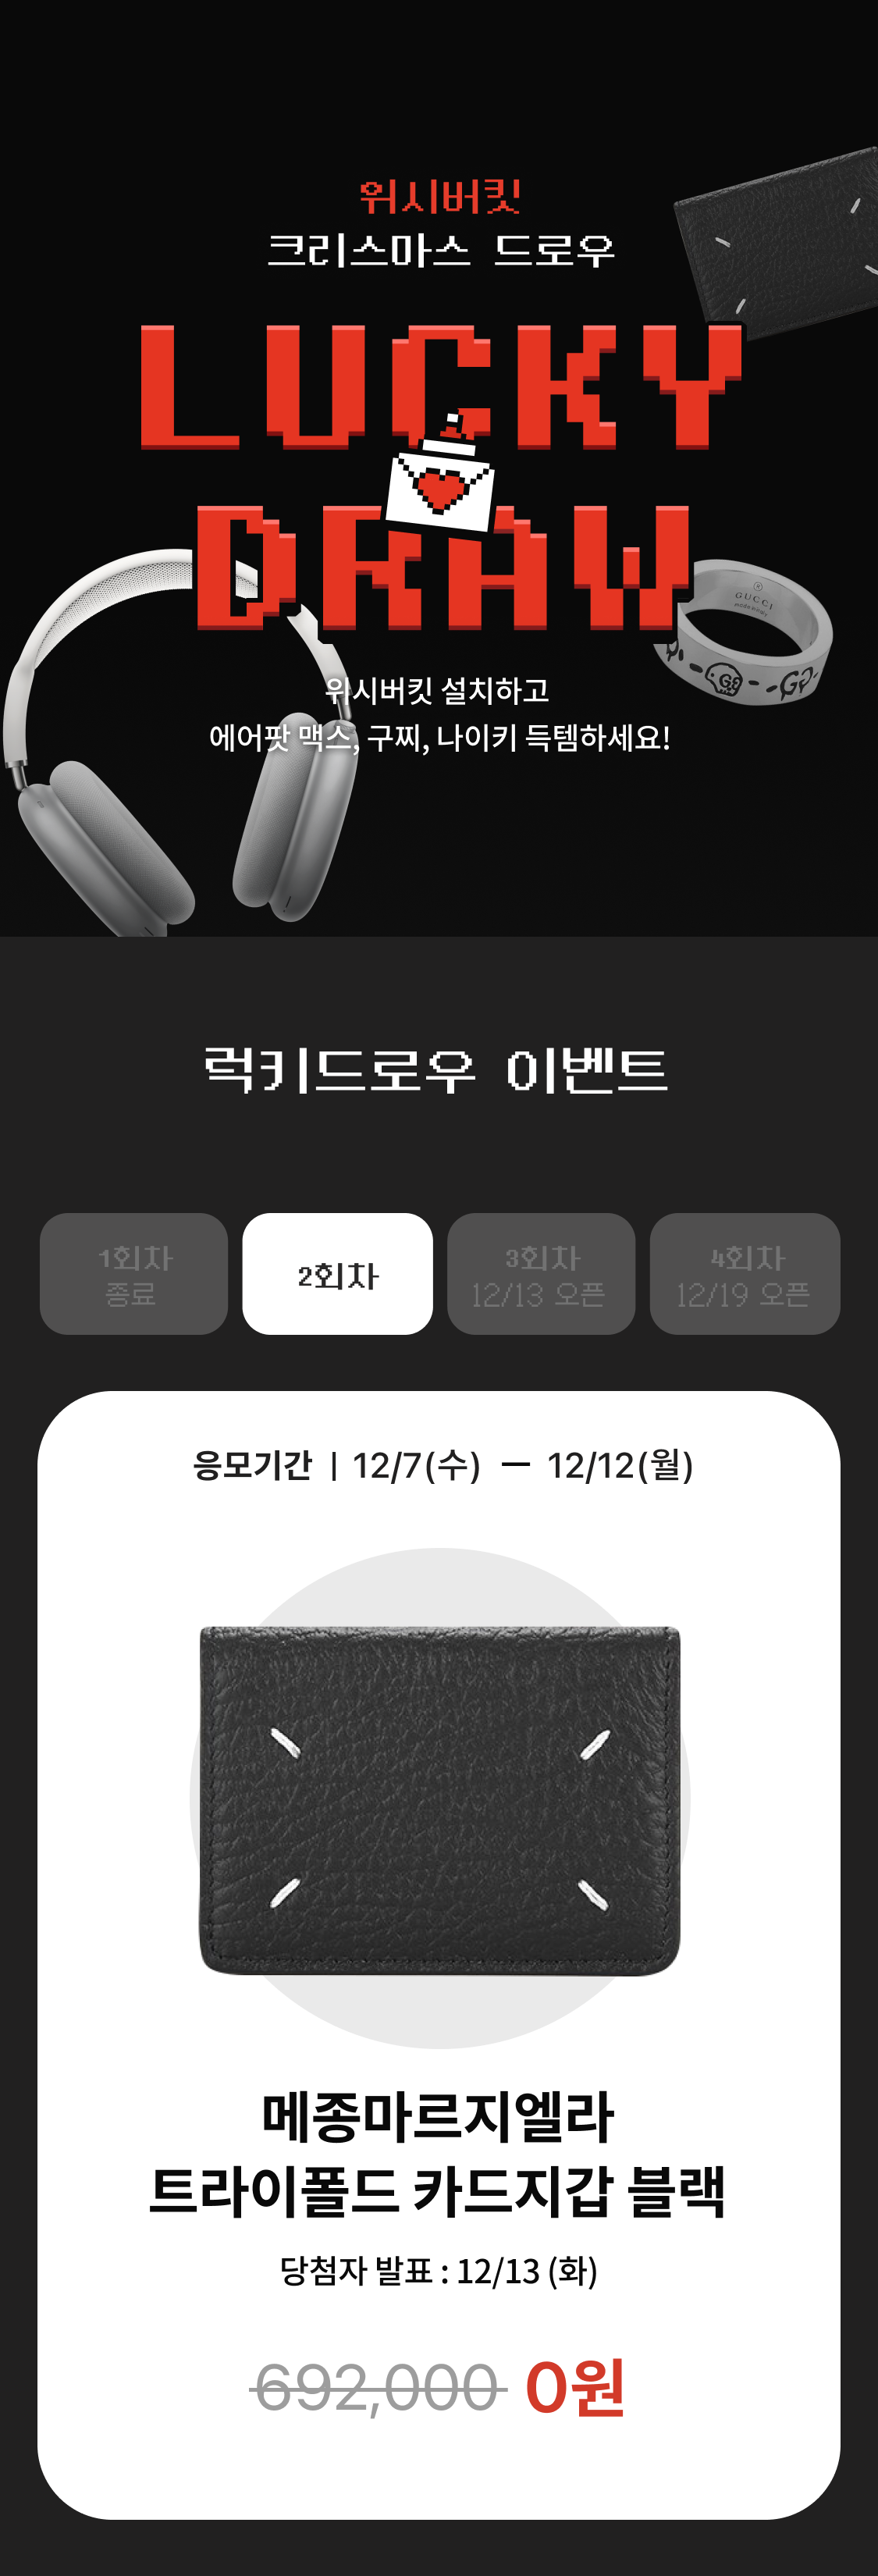 위시버킷
크리스마스 드로우
LUCKY
DRAW
GUCCI
위시버킷 설치하고
에어팟 맥스, 구찌, 나이키 득템하세요!
럭키드로우 이벤트
1회차
종료
2회차
3회차
12/13 오픈
4회차
12/19 오픈
응모기간 | 12/7(수) — 12/12(월)
메종마르지엘라
트라이폴드 카드지갑 블랙
당첨자 발표 : 12/13 (화)
692,000 0원